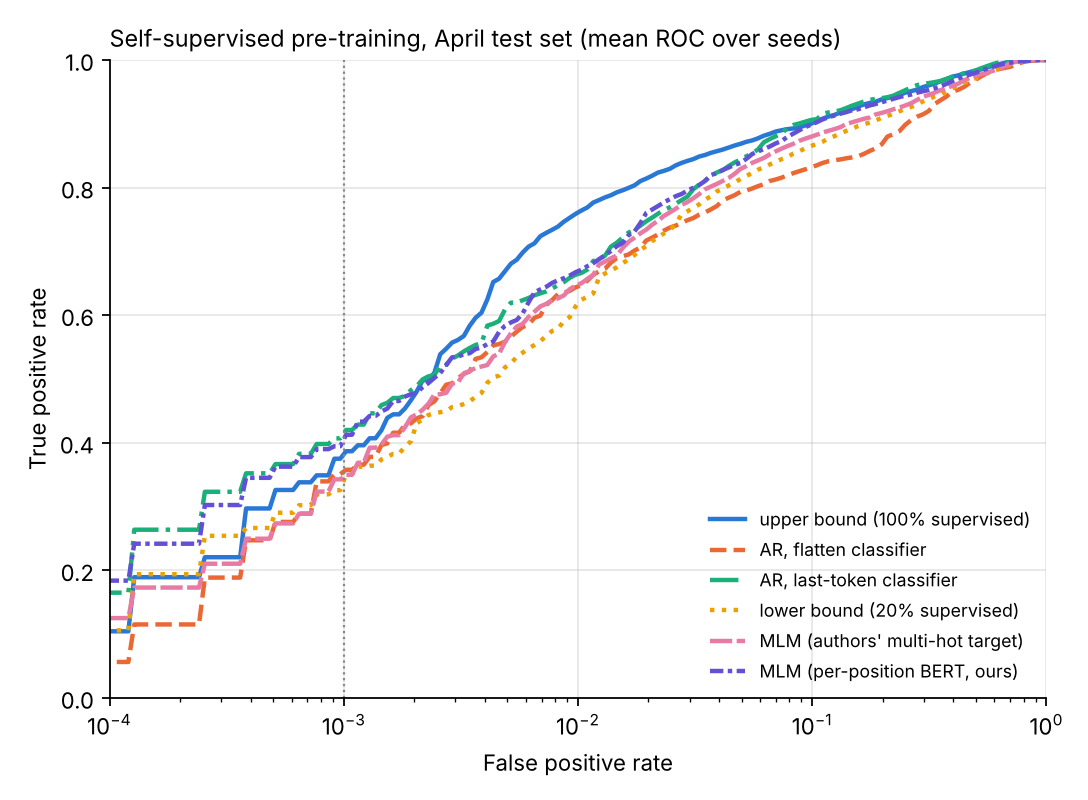 Self-supervised pre-training, April test set (mean ROC over seeds)
True positive rate
1.0
0.8
0.6
0.4
0.2
0.0
10⁻⁴
10⁻³
10⁻²
10⁻¹
10⁰
False positive rate
upper bound (100% supervised)
AR, flatten classifier
AR, last-token classifier
lower bound (20% supervised)
MLM (authors' multi-hot target)
MLM (per-position BERT, ours)